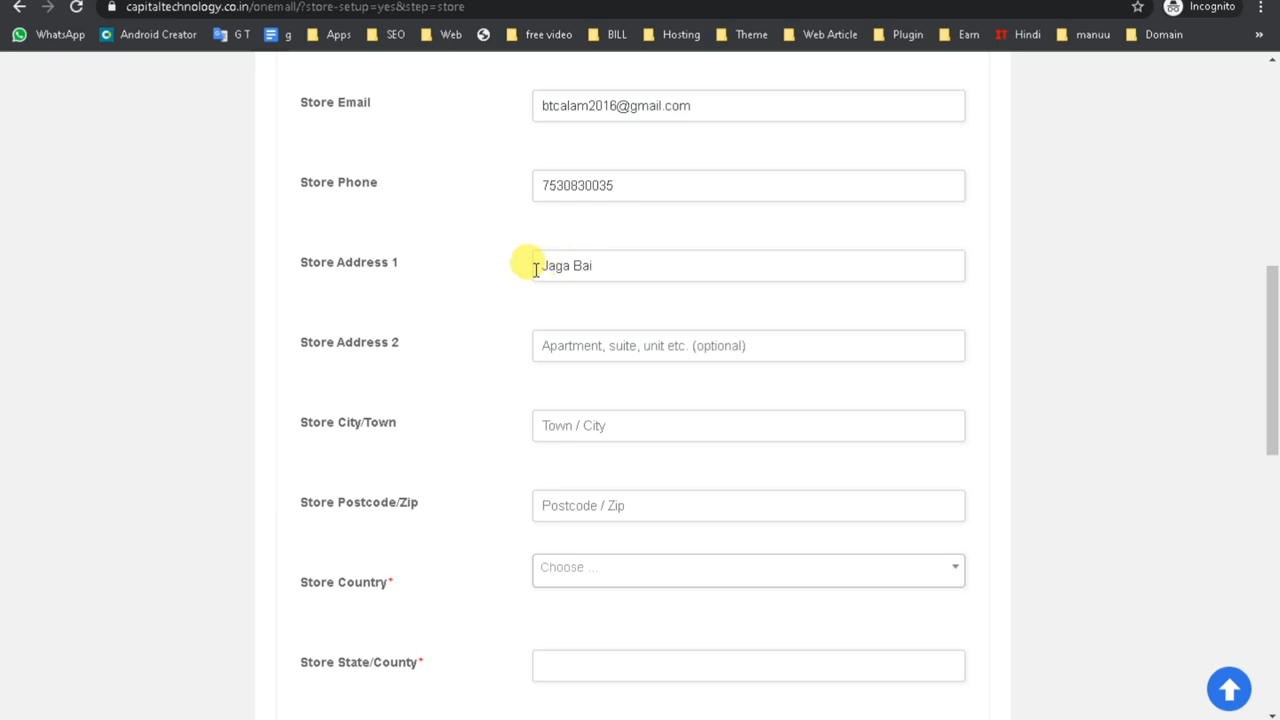 capitaltechnology.co.in/onemall/?store-setup=yes&step=store
Incognito
WhatsApp Android Creator G T g Apps SEO Web free video BILL Hosting Theme Web Article Plugin Earn IT Hindi manuu Domain »
Store Email btcalam2016@gmail.com
Store Phone 7530830035
Store Address 1 Jaga Bai
Store Address 2 Apartment, suite, unit etc. (optional)
Store City/Town Town / City
Store Postcode/Zip Postcode / Zip
Store Country* Choose ...
Store State/County*